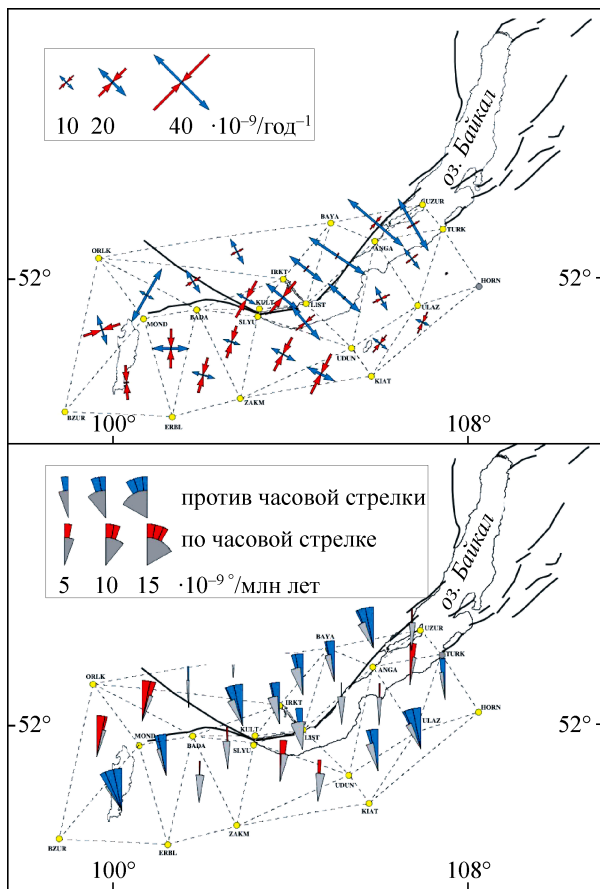 10 20 40 ·10⁻⁹/год⁻¹
оз. Байкал
UZUR
BAYA
TURK
ANGA
ORLK
52°
IRKT
HORN
52°
KULT
LIST
ULAZ
MOND
BADA
SLYU
UDUN
KIAT
ZAKM
BZUR
ERBL
100°
108°
против часовой стрелки
по часовой стрелке
5 10 15 ·10⁻⁹ °/млн лет
оз. Байкал
UZUR
BAYA
TURK
ANGA
ORLK
IRKT
HORN
52°
ULAZ
52°
KULT
LIST
MOND
BADA
SLYU
UDUN
KIAT
ZAKM
BZUR
ERBL
100°
108°